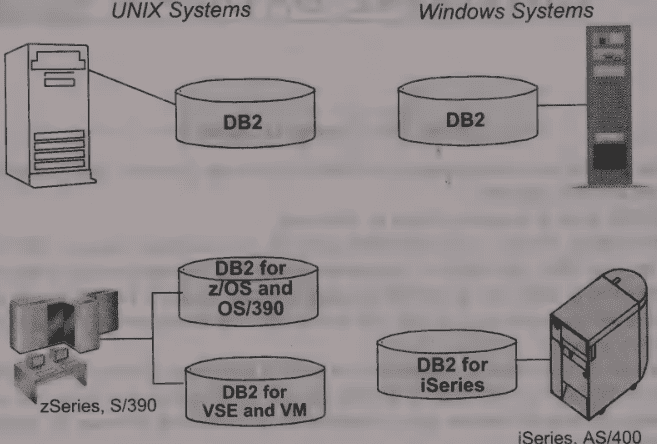 UNIX Systems
Windows Systems
DB2
DB2
DB2 for
z/OS and
OS/390
DB2 for
VSE and VM
zSeries, S/390
DB2 for
iSeries
iSeries, AS/400